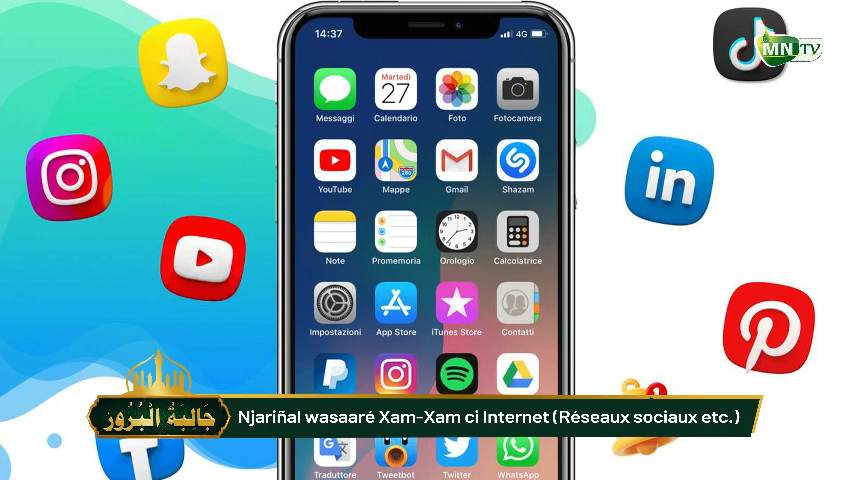 14:37
4G
MN TV
Martedì
27
Messaggi
Calendario
Foto
Fotocamera
in
280
YouTube
Mappe
Gmail
Shazam
Note
Promemoria
Orologio
Calcolatrice
Impostazioni
App Store
iTunes Store
Contatti
جَالِبَةُ الْبُرُورِ
Njariñal wasaaré Xam-Xam ci Internet (Réseaux sociaux etc.)
Traduttore
Tweetbot
Twitter
WhatsApp